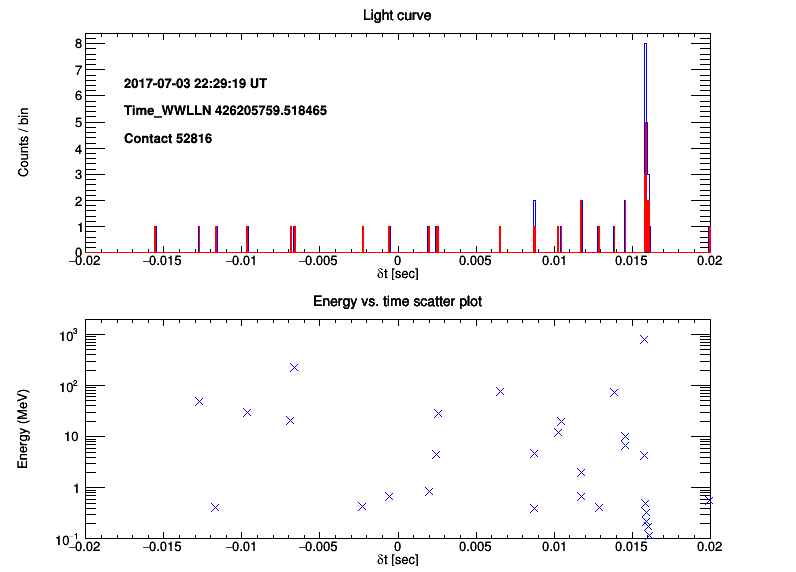 Light curve
8
7
6
5
4
3
2
1
0
Counts / bin
2017-07-03 22:29:19 UT
Time_WWLLN 426205759.518465
Contact 52816
−0.02 −0.015 −0.01 −0.005 0 0.005 0.01 0.015 0.02
δt [sec]
Energy vs. time scatter plot
10³
10²
10
1
10⁻¹
Energy (MeV)
−0.02 −0.015 −0.01 −0.005 0 0.005 0.01 0.015 0.02
δt [sec]